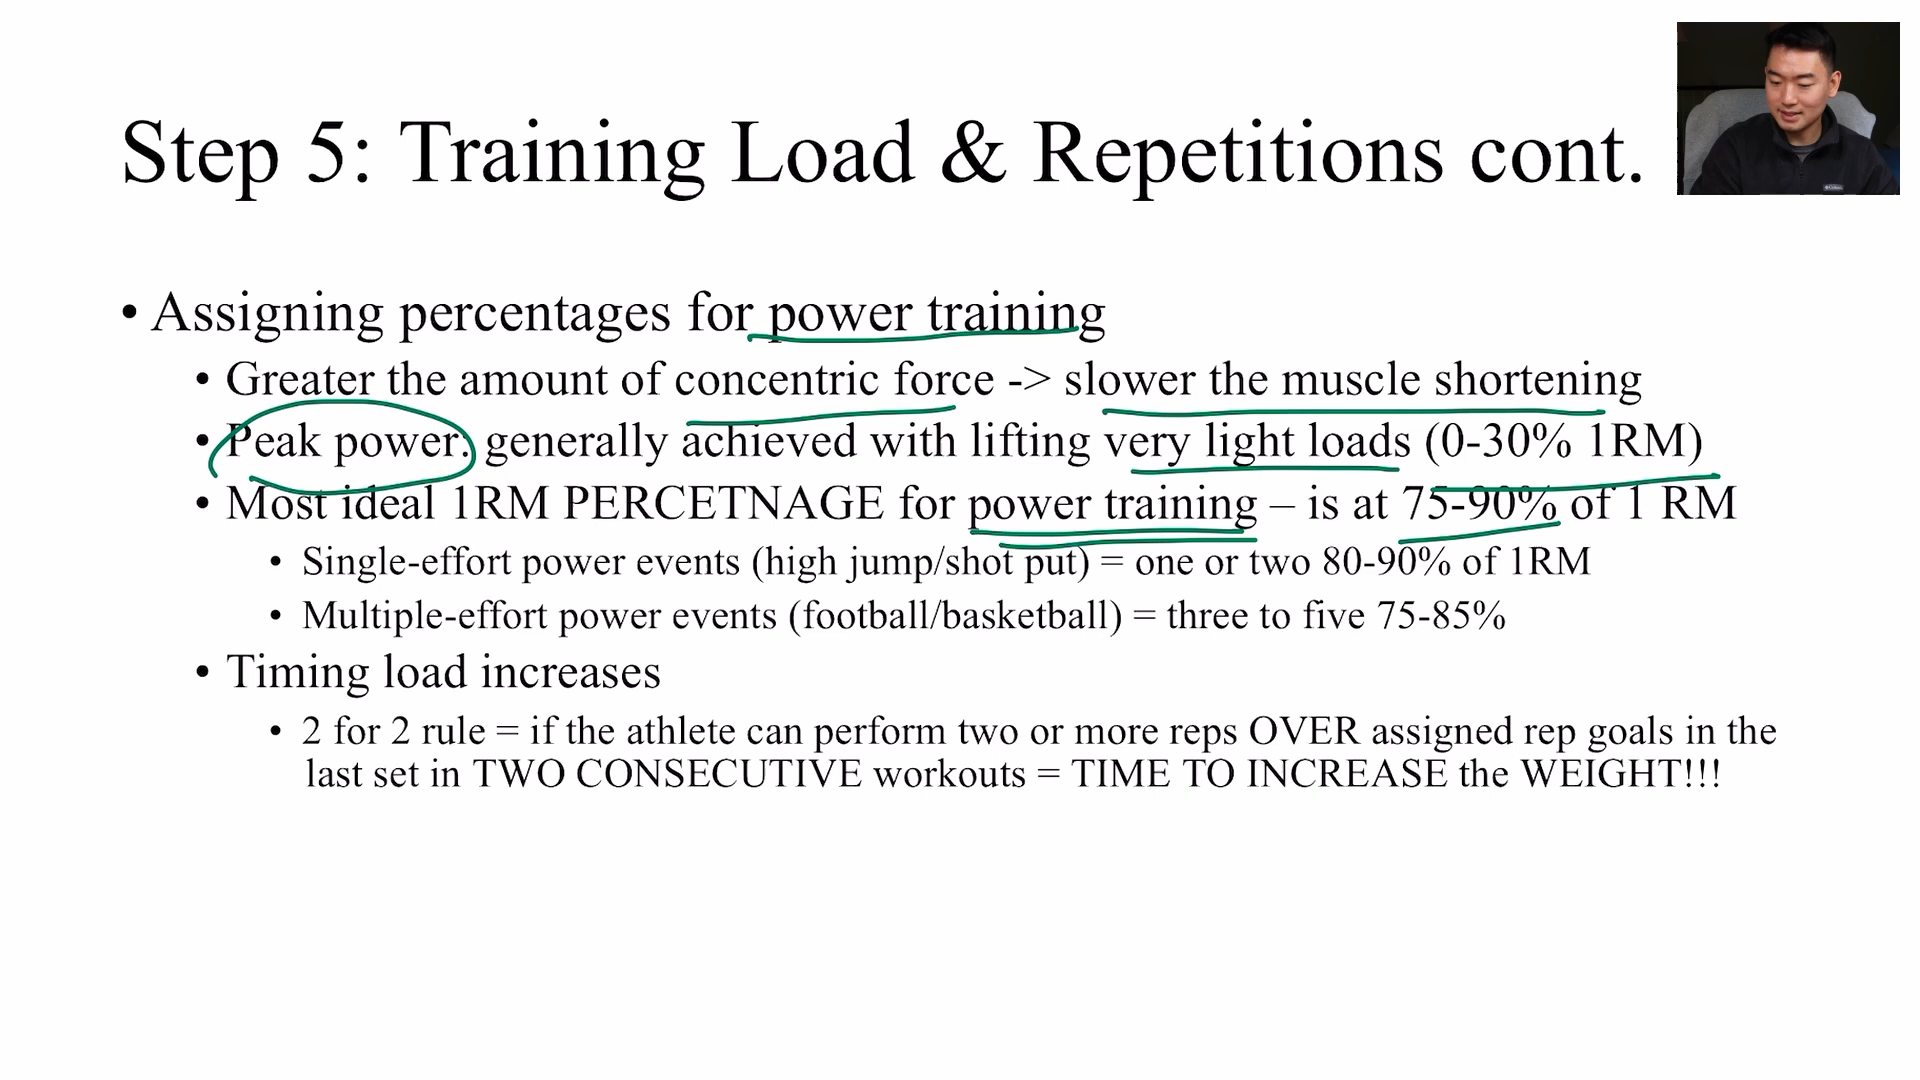 Step 5: Training Load & Repetitions cont.
• Assigning percentages for power training
• Greater the amount of concentric force -> slower the muscle shortening
• Peak power: generally achieved with lifting very light loads (0-30% 1RM)
• Most ideal 1RM PERCETNAGE for power training – is at 75-90% of 1 RM
• Single-effort power events (high jump/shot put) = one or two 80-90% of 1RM
• Multiple-effort power events (football/basketball) = three to five 75-85%
• Timing load increases
• 2 for 2 rule = if the athlete can perform two or more reps OVER assigned rep goals in the
last set in TWO CONSECUTIVE workouts = TIME TO INCREASE the WEIGHT!!!